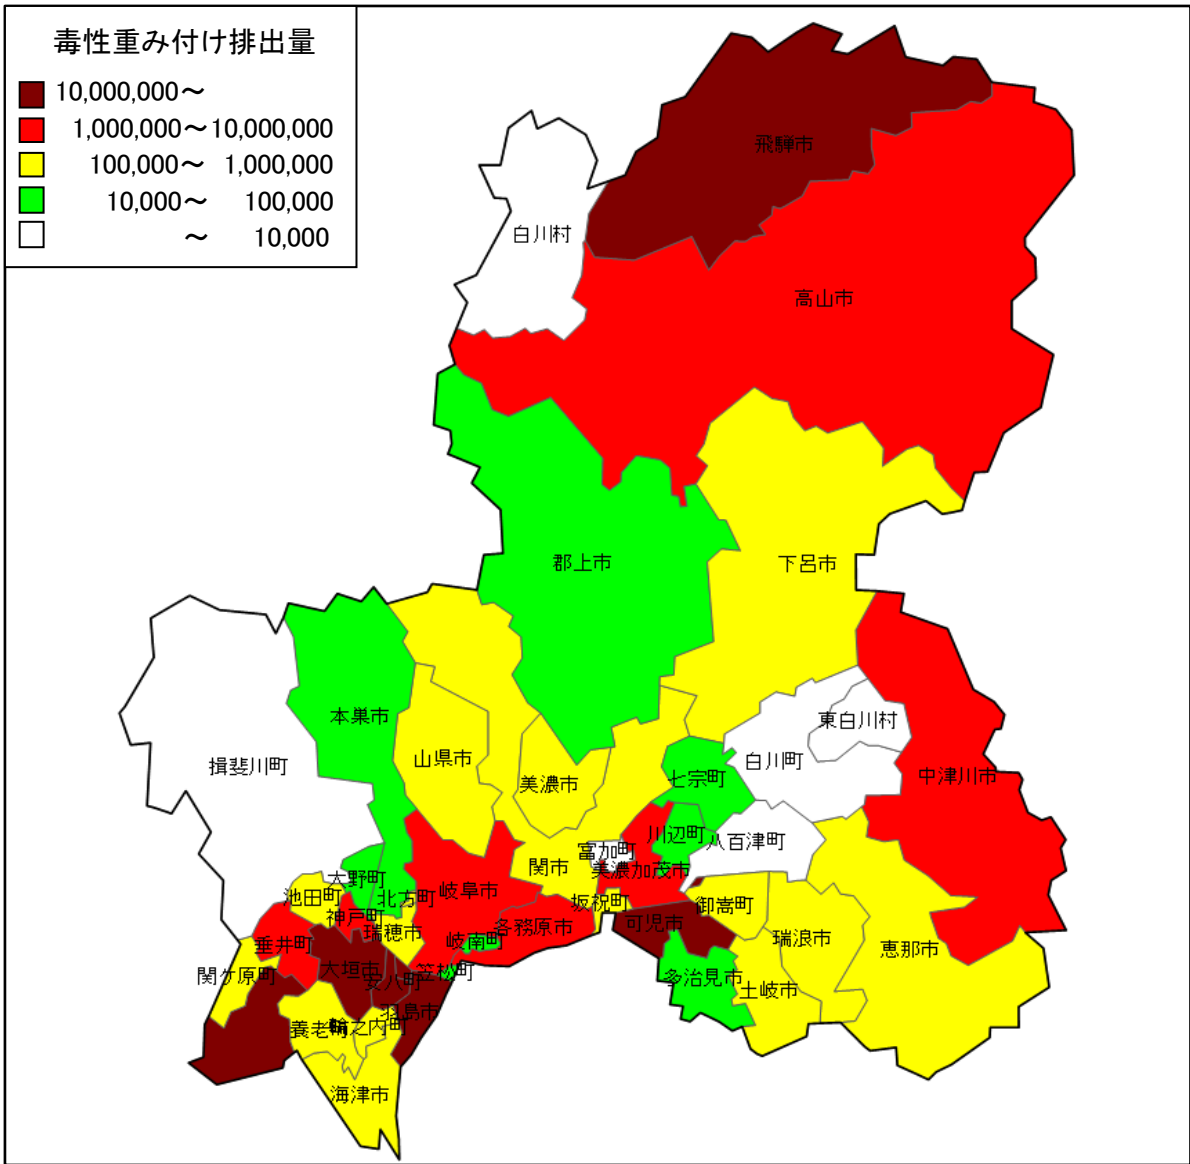 毒性重み付け排出量
10,000,000～
1,000,000～10,000,000
100,000～ 1,000,000
10,000～ 100,000
～ 10,000
飛騨市
白川村
高山市
郡上市
下呂市
本巣市
東白川村
山県市
白川町
揖斐川町
中津川市
七宗町
美濃市
川辺町
八百津町
富加町
関市
美濃加茂市
大野町
岐阜市
池田町
北方町
坂祝町
御嵩町
神戸町
可児市
各務原市
瑞穂市
瑞浪市
岐南町
垂井町
恵那市
大垣市
笠松町
関ケ原町
多治見市
安八町
土岐市
羽島市
養老町
輪之内町
海津市